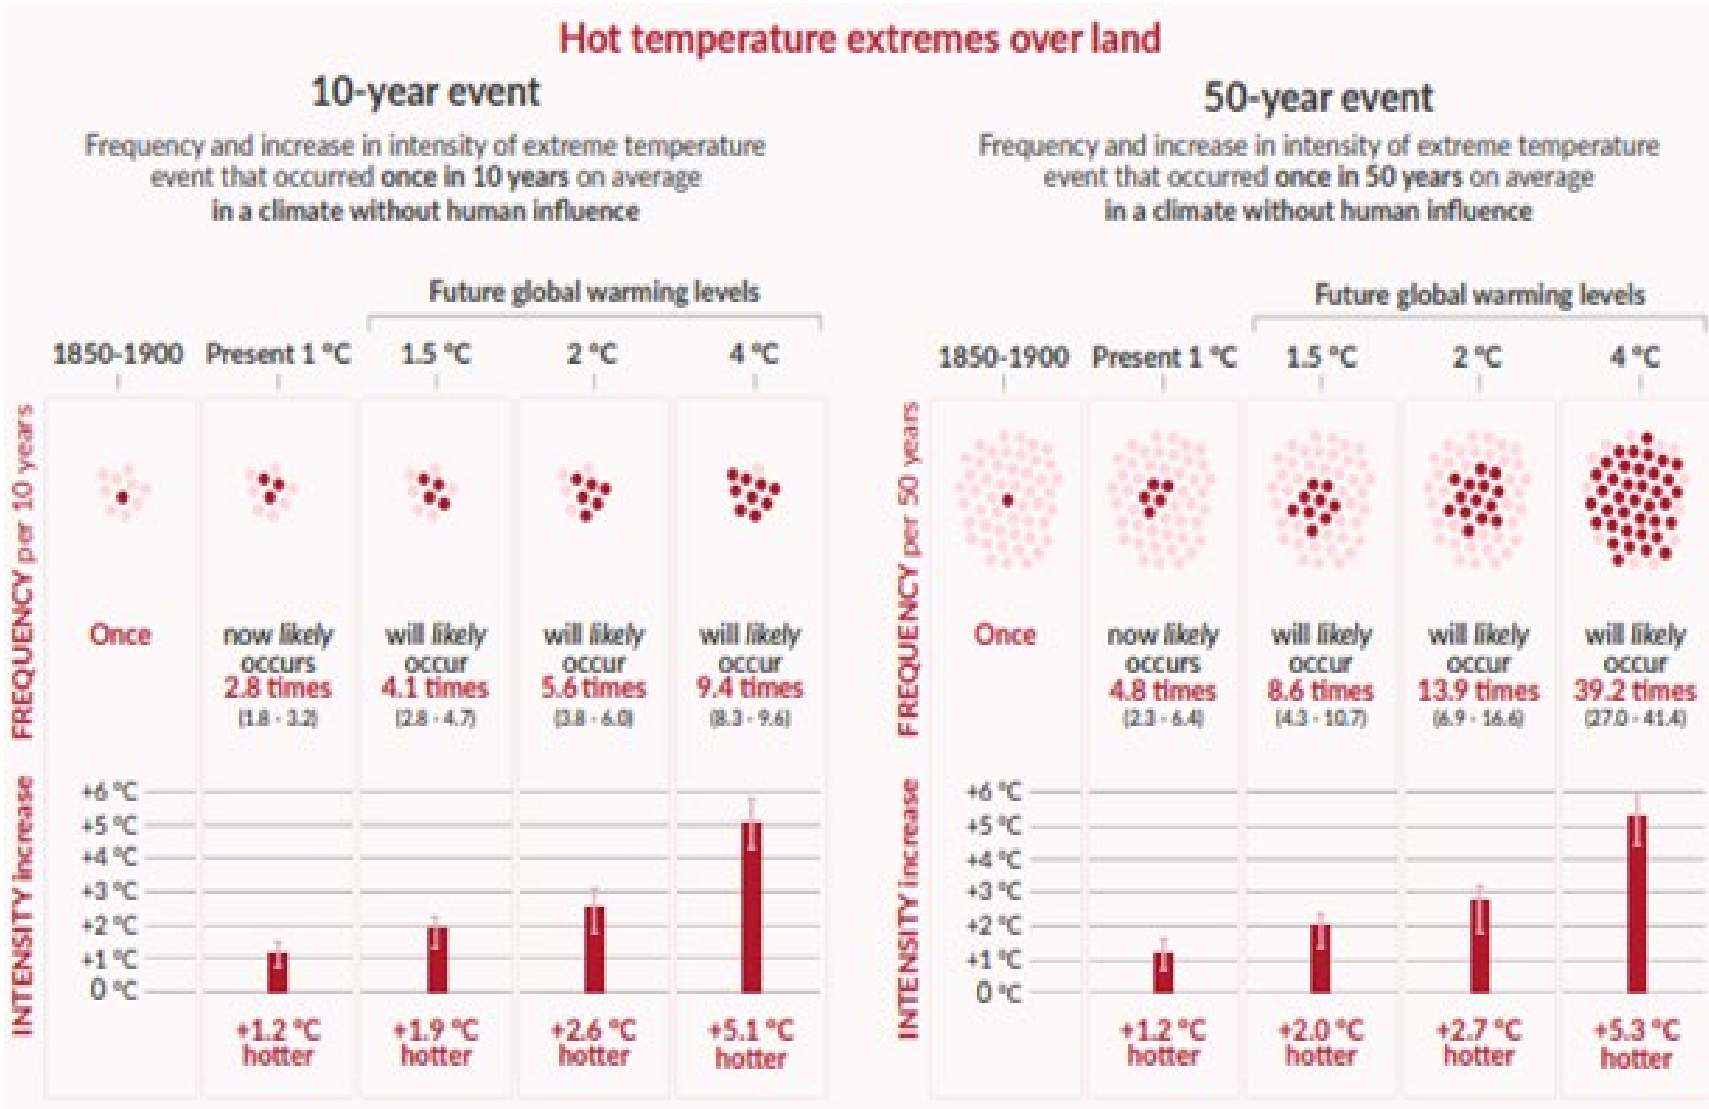 Hot temperature extremes over land
10-year event
Frequency and increase in intensity of extreme temperature
event that occurred once in 10 years on average
in a climate without human influence
Future global warming levels
1850-1900 Present 1 °C 1.5 °C 2 °C 4 °C
FREQUENCY per 10 years
Once
now likely
occurs
2.8 times
(1.8 - 3.2)
will likely
occur
4.1 times
(2.8 - 4.7)
will likely
occur
5.6 times
(3.8 - 6.0)
will likely
occur
9.4 times
(8.3 - 9.6)
INTENSITY increase
+6 °C
+5 °C
+4 °C
+3 °C
+2 °C
+1 °C
0 °C
+1.2 °C
hotter
+1.9 °C
hotter
+2.6 °C
hotter
+5.1 °C
hotter
50-year event
Frequency and increase in intensity of extreme temperature
event that occurred once in 50 years on average
in a climate without human influence
Future global warming levels
1850-1900 Present 1 °C 1.5 °C 2 °C 4 °C
FREQUENCY per 50 years
Once
now likely
occurs
4.8 times
(2.3 - 6.4)
will likely
occur
8.6 times
(4.3 - 10.7)
will likely
occur
13.9 times
(6.9 - 16.6)
will likely
occur
39.2 times
(27.0 - 41.4)
INTENSITY increase
+6 °C
+5 °C
+4 °C
+3 °C
+2 °C
+1 °C
0 °C
+1.2 °C
hotter
+2.0 °C
hotter
+2.7 °C
hotter
+5.3 °C
hotter